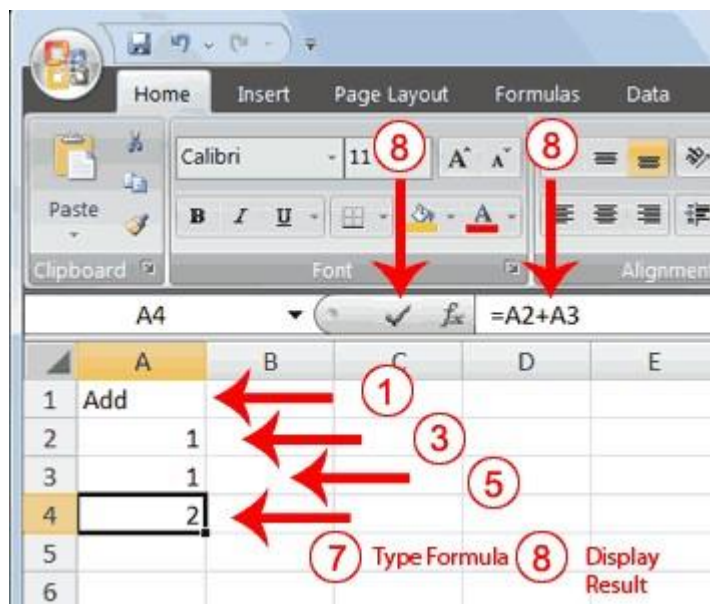 Home Insert Page Layout Formulas Data
Calibri 11 8 A A 8
Paste B I U A
Clipboard Font Alignmen
A4 fx =A2+A3
A B C D E
1 Add 1
2 1 3
3 1 5
4 2
5 7 Type Formula 8 Display
6 Result